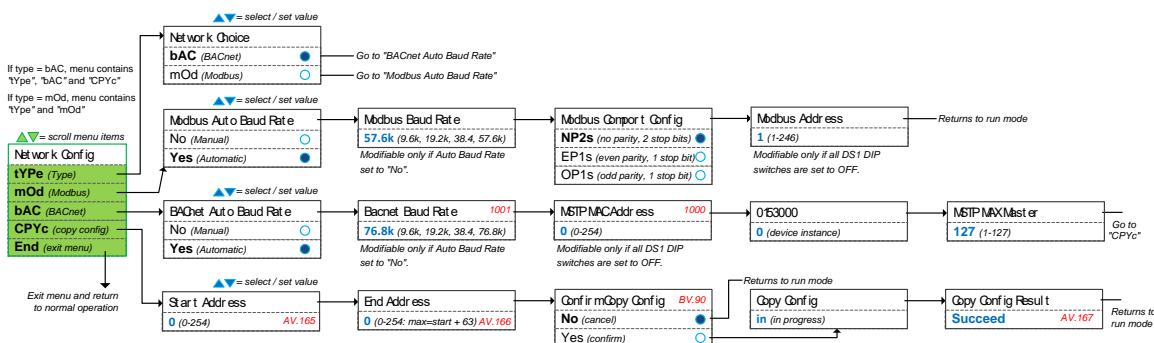 ▲▼= select / set value
Network Choice
bAC (BACnet)
Go to "BACnet Auto Baud Rate"
mOd (Modbus)
Go to "Modbus Auto Baud Rate"
If type = bAC, menu contains
"tYpe", "bAC" and "CPYc"
If type = mOd, menu contains
"tYpe" and "mOd"
▲▼= scroll menu items
Network Config
tYPe (Type)
mOd (Modbus)
bAC (BACnet)
CPYc (copy config)
End (exit menu)
Exit menu and return
to normal operation
▲▼= select / set value
Modbus Auto Baud Rate
No (Manual)
Yes (Automatic)
Modbus Baud Rate
57.6k (9.6k, 19.2k, 38.4, 57.6k)
Modifiable only if Auto Baud Rate
set to "No".
Modbus Comport Config
NP2s (no parity, 2 stop bits)
EP1s (even parity, 1 stop bit)
OP1s (odd parity, 1 stop bit)
Modbus Address
1 (1-246)
Modifiable only if all DS1 DIP
switches are set to OFF.
Returns to run mode
▲▼= select / set value
BACnet Auto Baud Rate
No (Manual)
Yes (Automatic)
Bacnet Baud Rate 1001
76.8k (9.6k, 19.2k, 38.4, 76.8k)
Modifiable only if Auto Baud Rate
set to "No".
MSTP MAC Address 1000
0 (0-254)
Modifiable only if all DS1 DIP
switches are set to OFF.
0153000
0 (device instance)
MSTP MAX Master
127 (1-127)
Go to
"CPYc"
▲▼= select / set value
Start Address
0 (0-254) AV.165
End Address
0 (0-254: max=start + 63) AV.166
Confirm Copy Config BV.90
No (cancel)
Yes (confirm)
Returns to run mode
Copy Config
in (in progress)
Copy Config Result
Succeed AV.167
Returns to
run mode